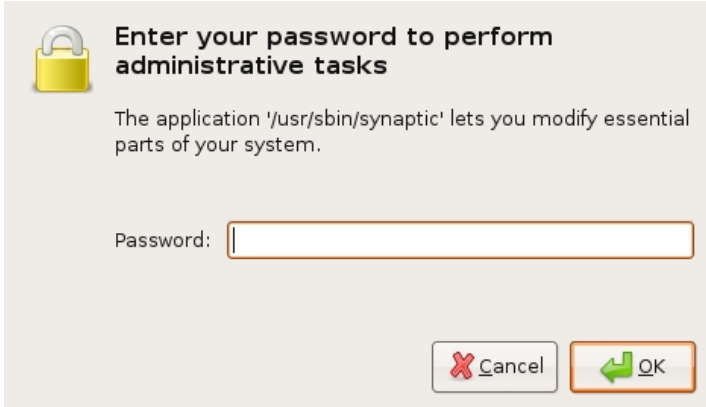 Enter your password to perform
administrative tasks
The application '/usr/sbin/synaptic' lets you modify essential
parts of your system.
Password:
Cancel
OK